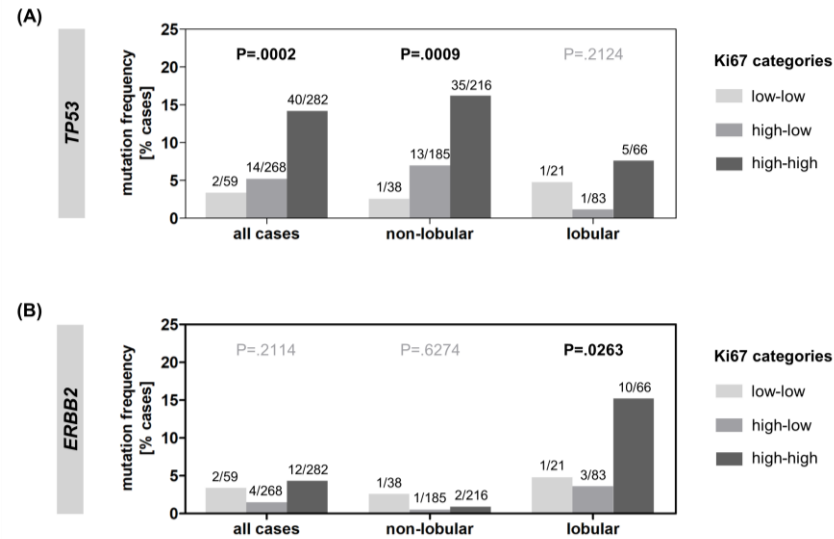 (A)
TP53
mutation frequency
[% cases]
25
20
15
10
5
0
P=.0002
P=.0009
P=.2124
2/59
14/268
40/282
1/38
13/185
35/216
1/21
1/83
5/66
all cases
non-lobular
lobular
Ki67 categories
low-low
high-low
high-high
(B)
ERBB2
mutation frequency
[% cases]
25
20
15
10
5
0
P=.2114
P=.6274
P=.0263
2/59
4/268
12/282
1/38
1/185
2/216
1/21
3/83
10/66
all cases
non-lobular
lobular
Ki67 categories
low-low
high-low
high-high